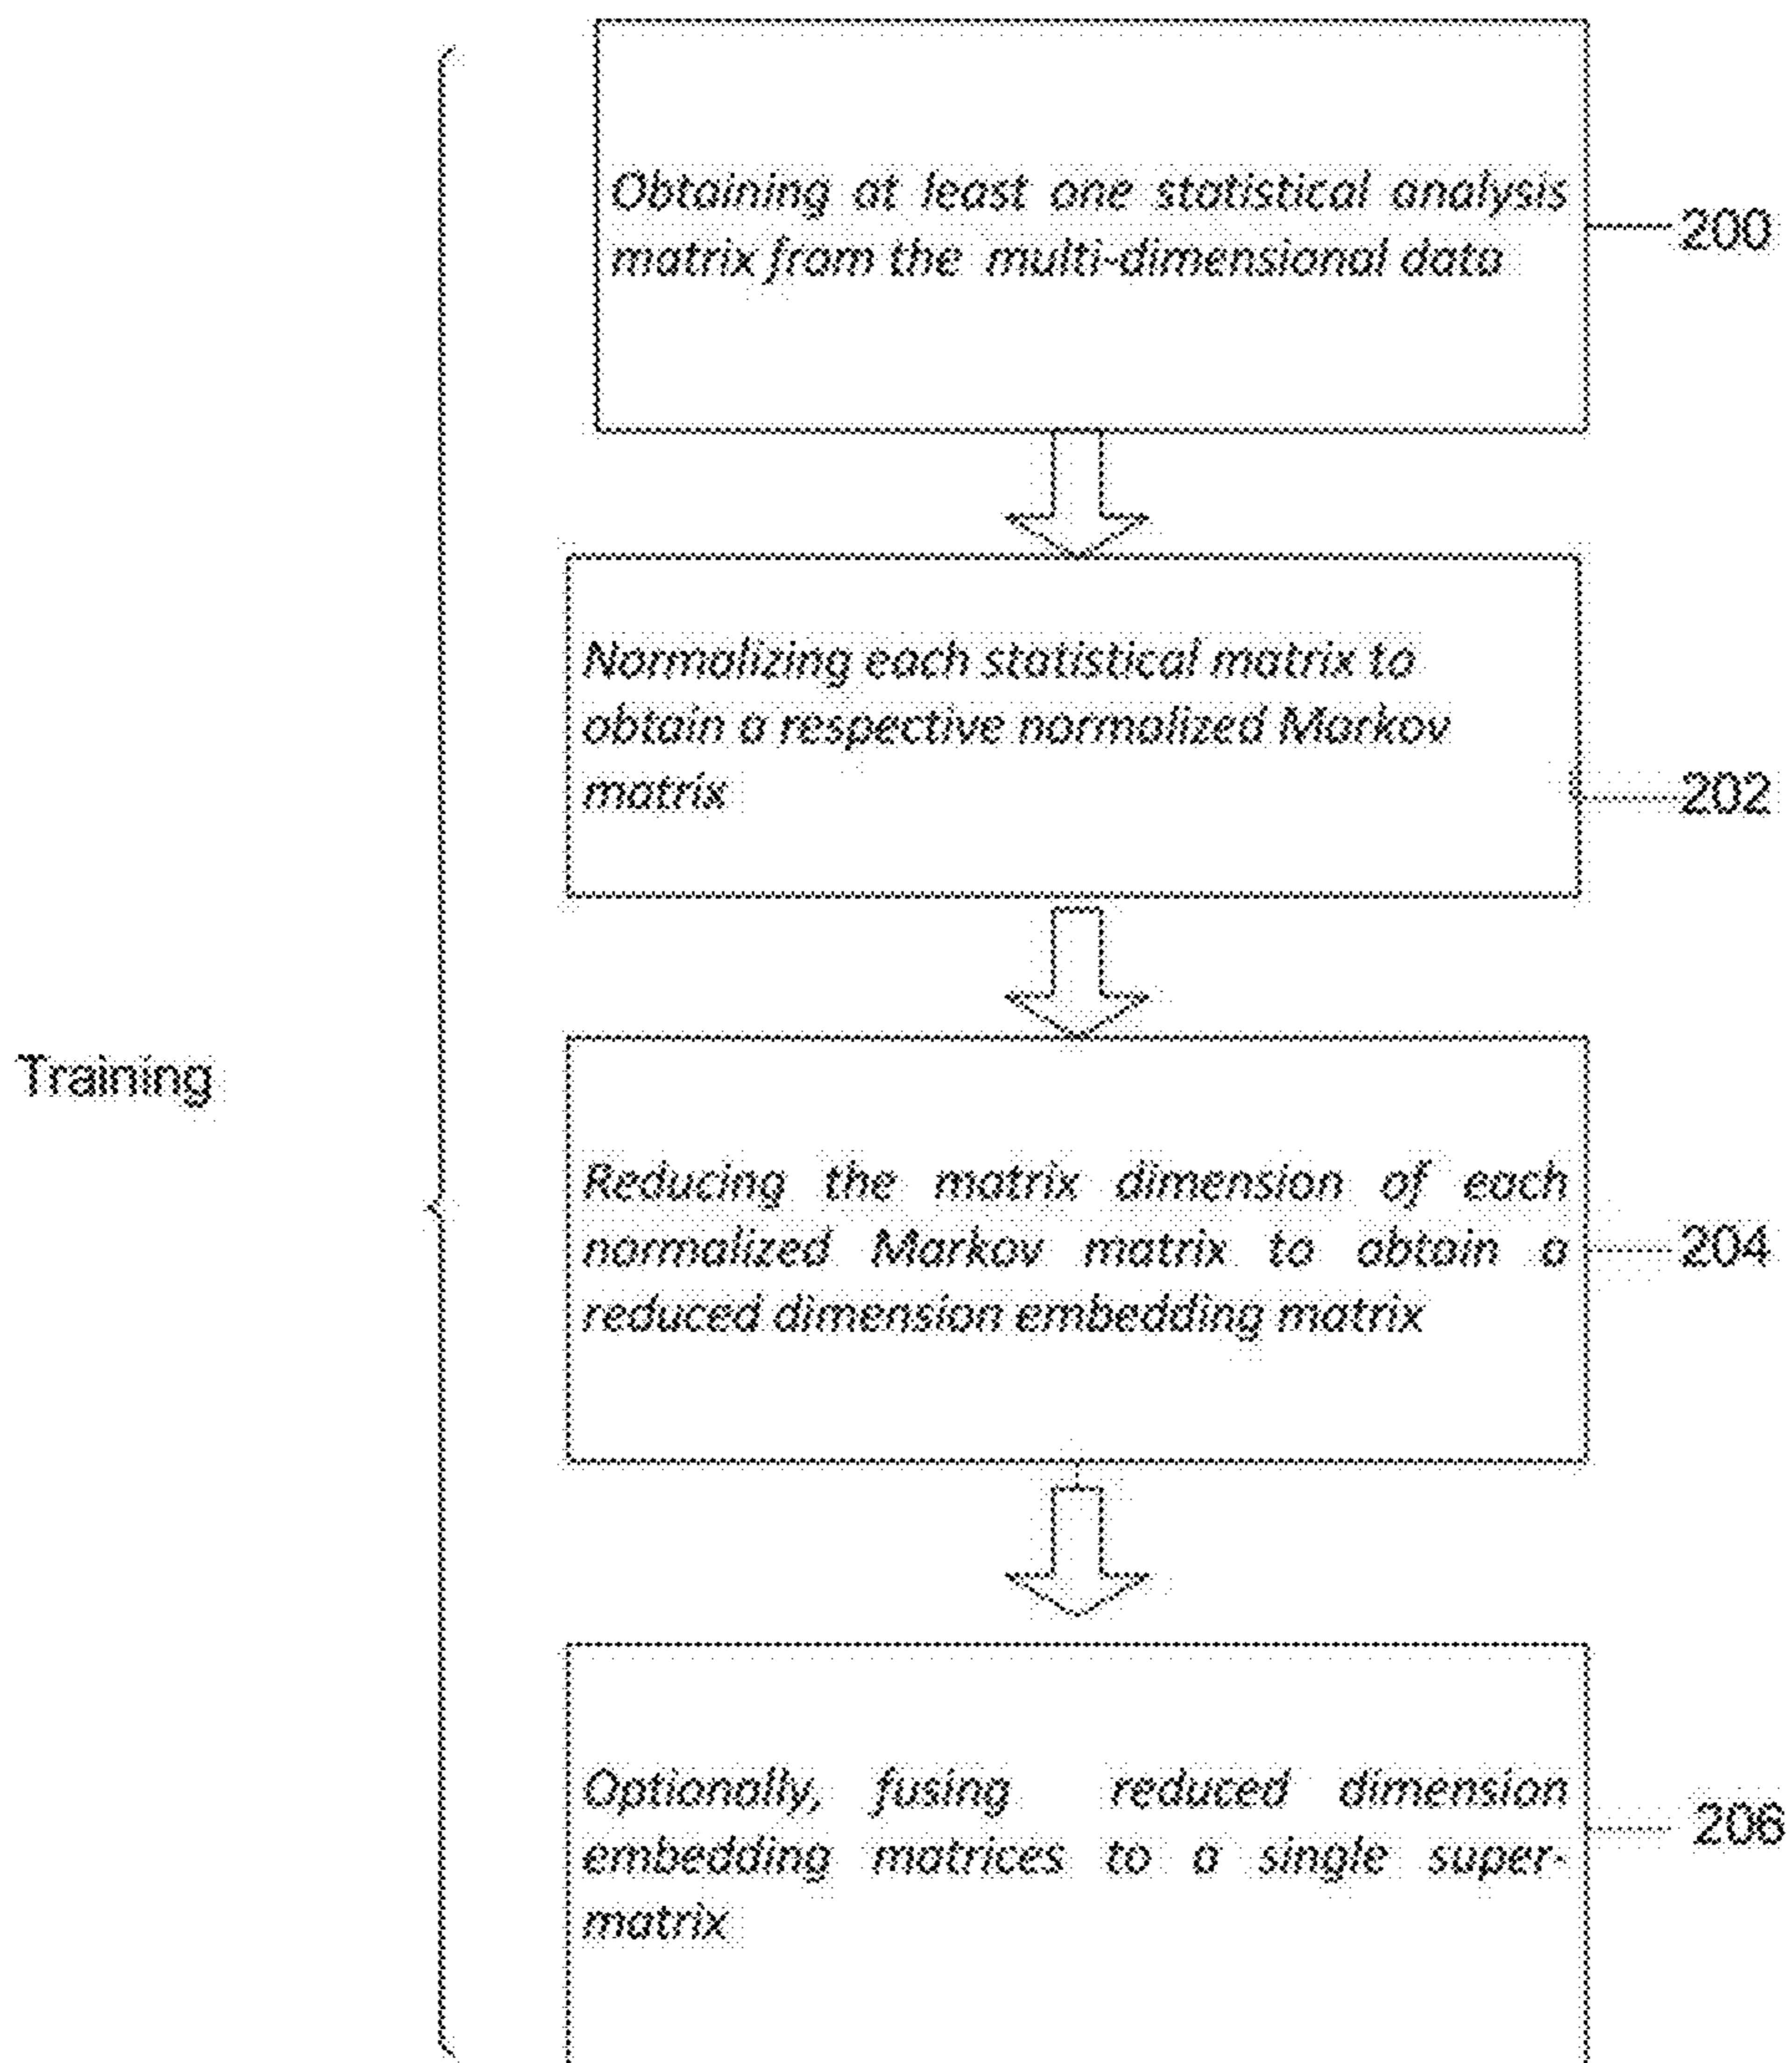 Obtaining at least one statistical analysis
matrix from the multi-dimensional data
200
Normalizing each statistical matrix to
obtain a respective normalized Markov
matrix
202
Training
Reducing the matrix dimension of each
normalized Markov matrix to obtain a
reduced dimension embedding matrix
204
Optionally, fusing reduced dimension
embedding matrices to a single super-
matrix
206